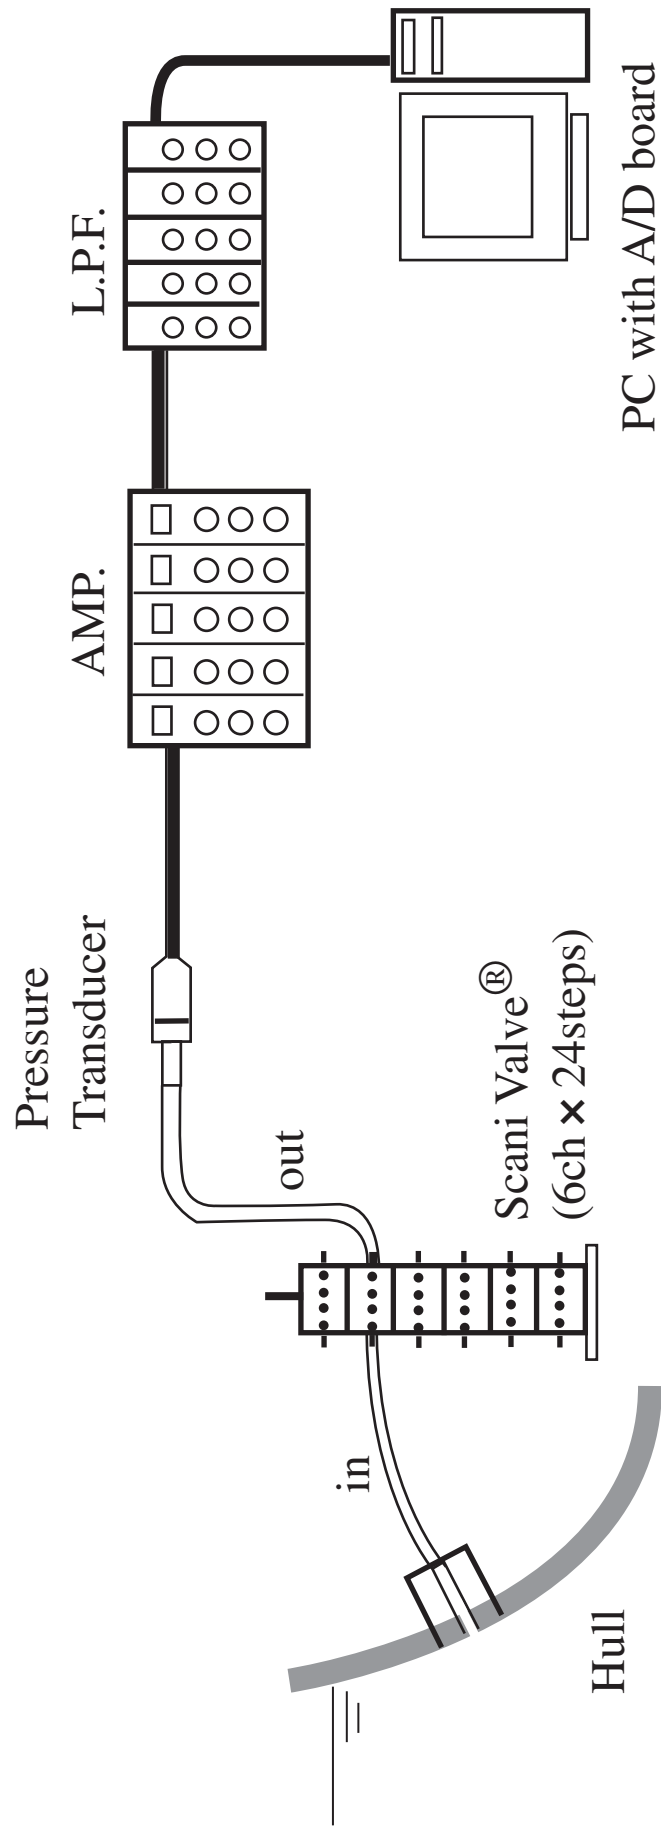 Hull
in
Scani Valve®
(6ch × 24steps)
out
Pressure
Transducer
AMP.
L.P.F.
PC with A/D board